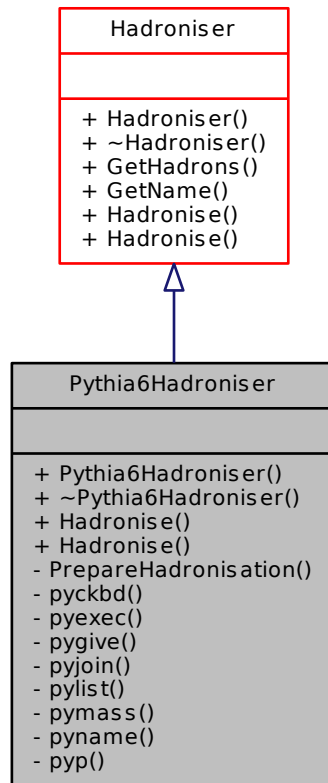 Hadroniser
+ Hadroniser()
+ ~Hadroniser()
+ GetHadrons()
+ GetName()
+ Hadronise()
+ Hadronise()
Pythia6Hadroniser
+ Pythia6Hadroniser()
+ ~Pythia6Hadroniser()
+ Hadronise()
+ Hadronise()
- PrepareHadronisation()
- pyckbd()
- pyexec()
- pygive()
- pyjoin()
- pylist()
- pymass()
- pyname()
- pyp()